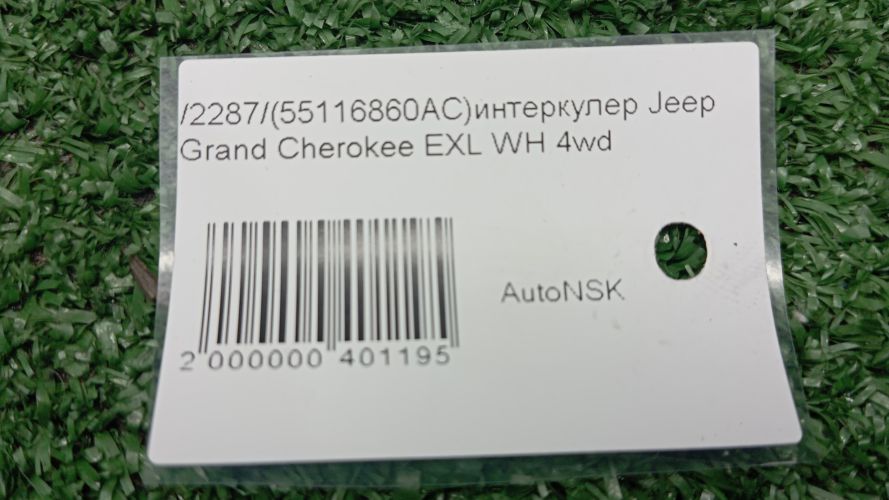 /2287/(55116860AC)интеркулер Jeep
Grand Cherokee EXL WH 4wd
AutoNSK
2 000000 401195